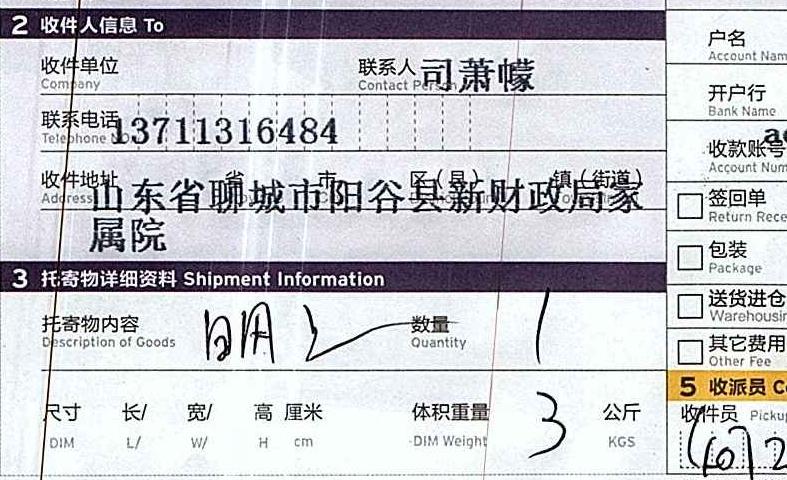 2 收件人信息 To
收件单位 联系人 司萧幪
Company Contact Person
联系电话 13711316484
Telephone No
收件地址 省 市 区(县) 镇(街道)
Address 山东省聊城市阳谷县新财政局家
属院
3 托寄物详细资料 Shipment Information
托寄物内容 数量 1
Description of Goods Quantity
尺寸 长/ 宽/ 高 厘米 体积重量 3 公斤
DIM L/ W/ H cm DIM Weight KGS
户名
Account Nam
开户行
Bank Name
收款账号
Account Num
签回单
Return Rece
包装
Package
送货进仓
Warehousin
其它费用
Other Fee
5 收派员 Co
收件员 Picku